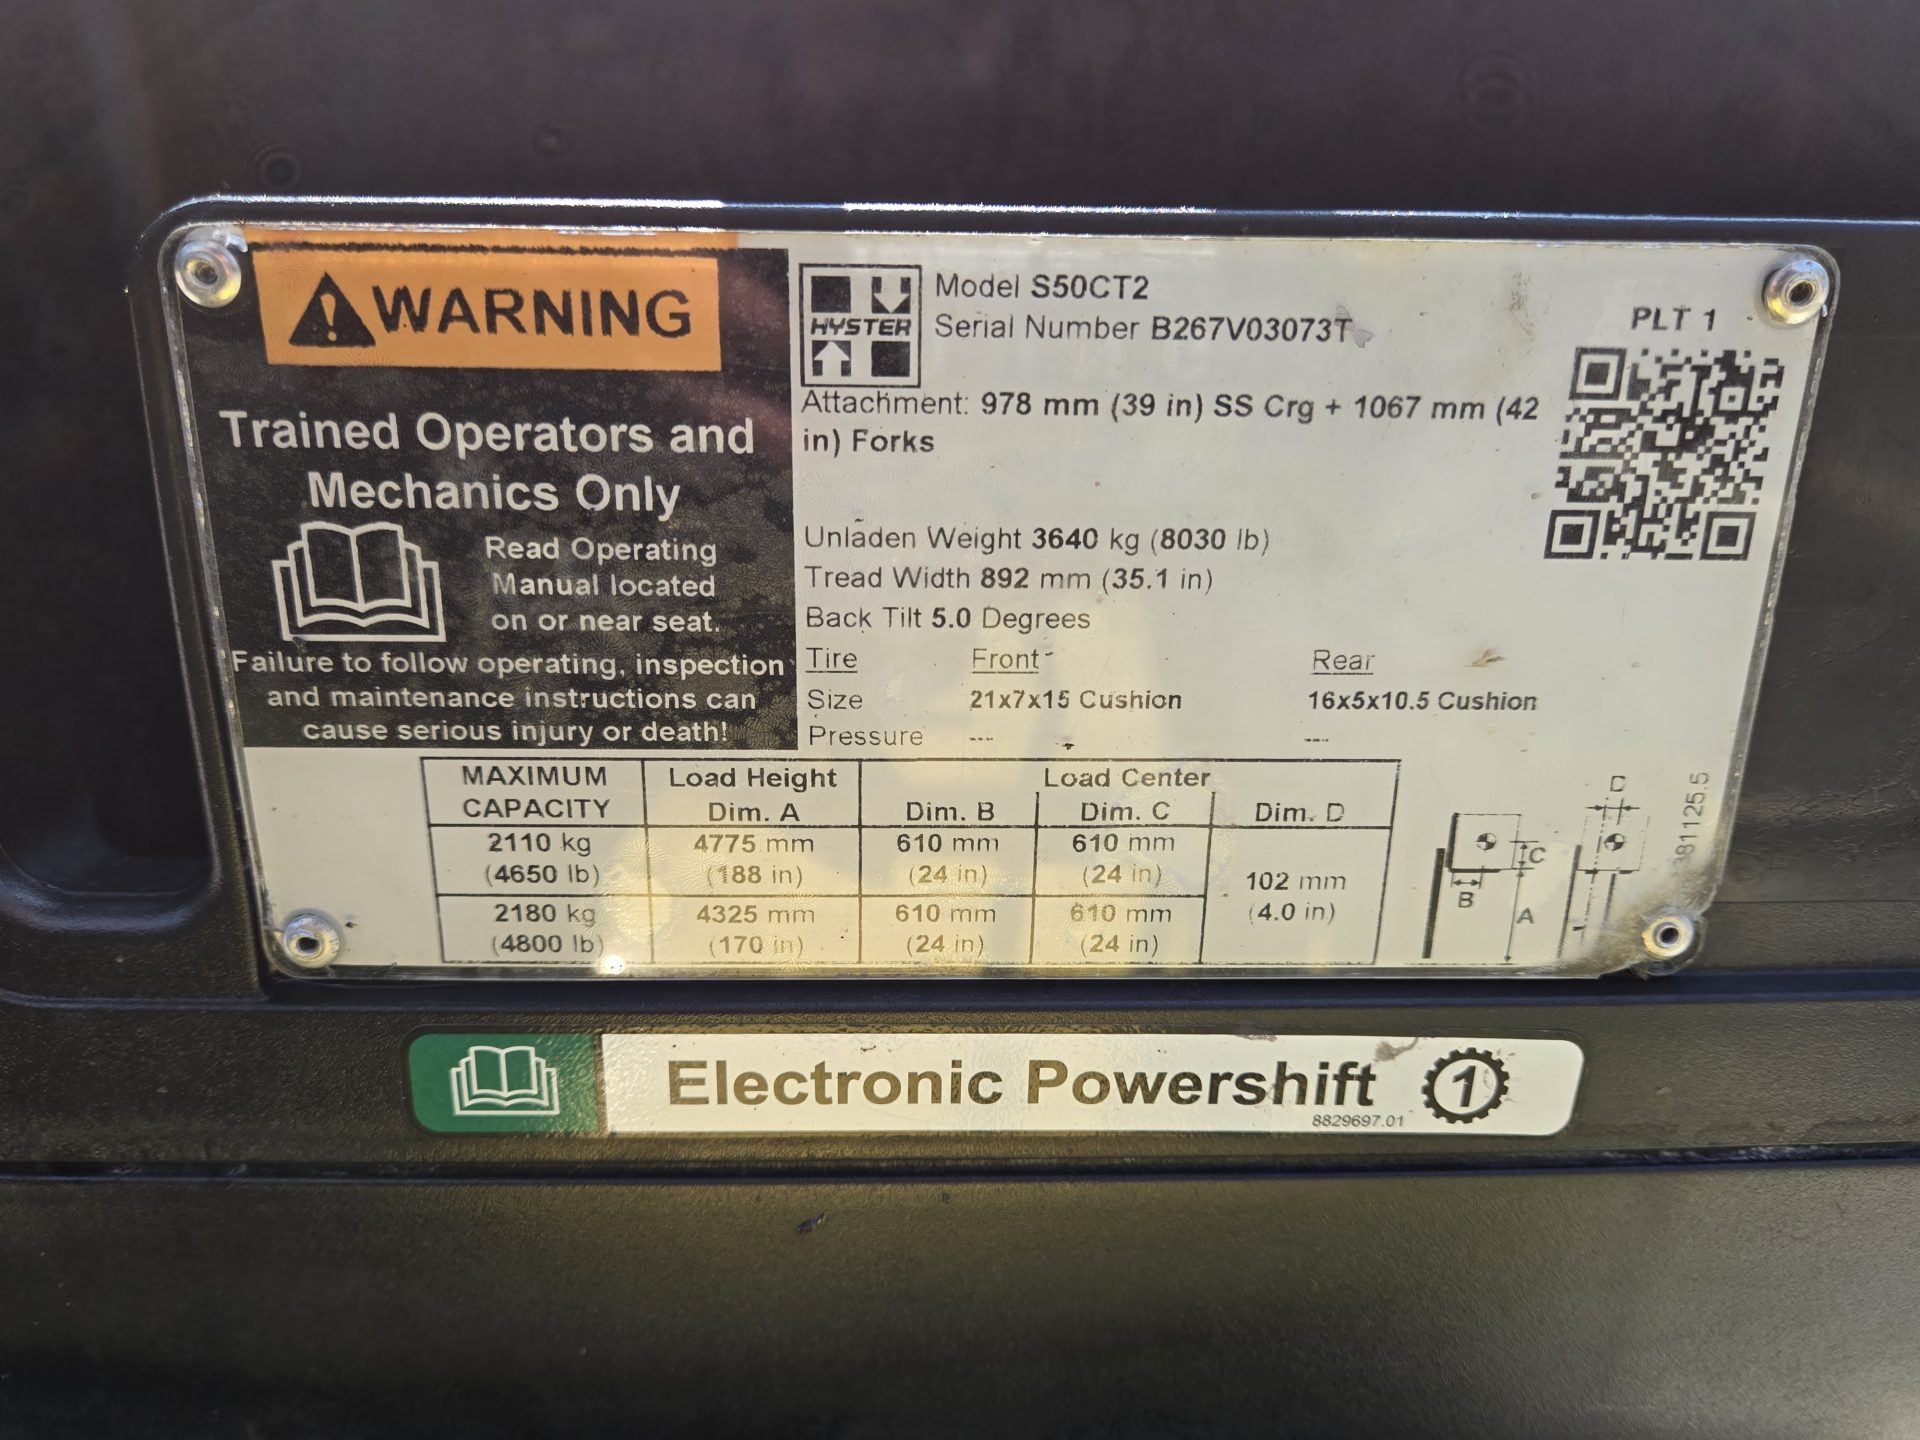 WARNING
Trained Operators and
Mechanics Only
Read Operating
Manual located
on or near seat.
Failure to follow operating, inspection
and maintenance instructions can
cause serious injury or death!
HYSTER
Model S50CT2
Serial Number B267V03073T
PLT 1
Attachment: 978 mm (39 in) SS Crg + 1067 mm (42
in) Forks
Unladen Weight 3640 kg (8030 lb)
Tread Width 892 mm (35.1 in)
Back Tilt 5.0 Degrees
Tire Front Rear
Size 21x7x15 Cushion 16x5x10.5 Cushion
Pressure --- ---
MAXIMUM Load Height Load Center
CAPACITY Dim. A Dim. B Dim. C Dim. D
2110 kg 4775 mm 610 mm 610 mm
(4650 lb) (188 in) (24 in) (24 in)
102 mm
(4.0 in)
2180 kg 4325 mm 610 mm 610 mm
(4800 lb) (170 in) (24 in) (24 in)
D
C
B
A
Electronic Powershift 1
8829697.01